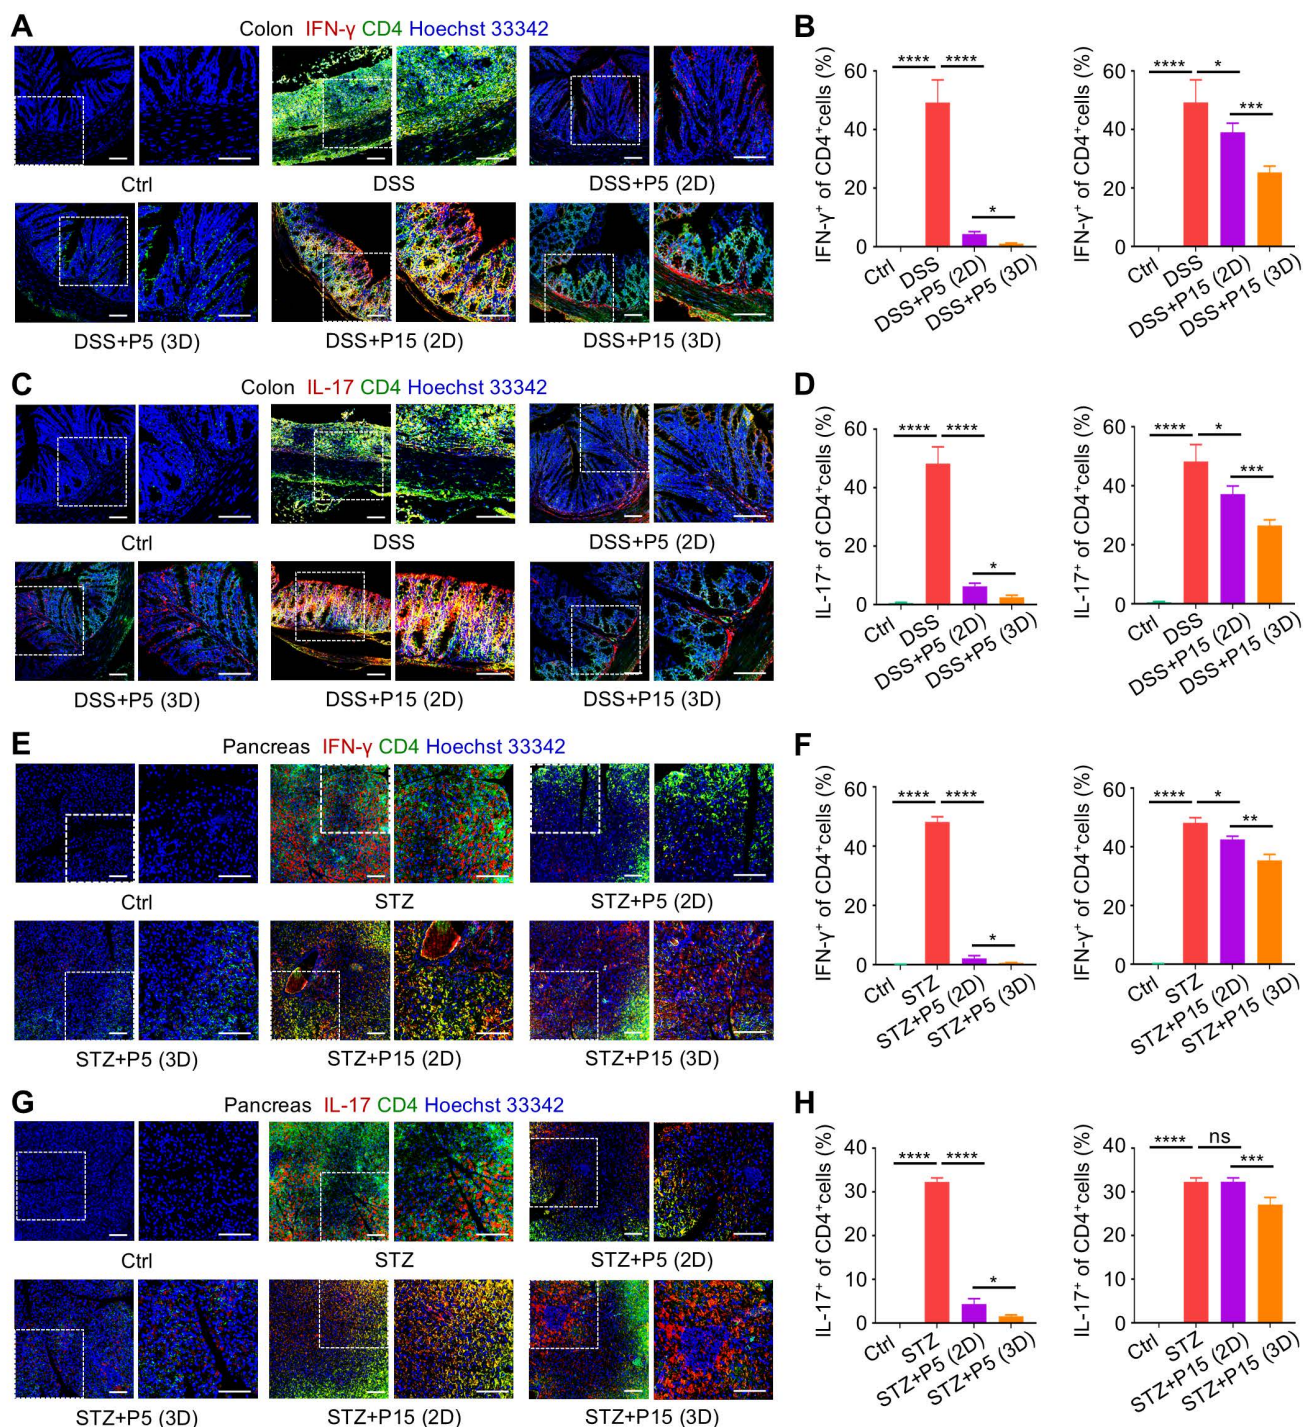 A
Colon IFN-γ CD4 Hoechst 33342
Ctrl
DSS
DSS+P5 (2D)
DSS+P5 (3D)
DSS+P15 (2D)
DSS+P15 (3D)
B
IFN-γ⁺ of CD4⁺cells (%)
60
40
20
0
**** ****
*
Ctrl
DSS
DSS+P5 (2D)
DSS+P5 (3D)
IFN-γ⁺ of CD4⁺cells (%)
60
40
20
0
**** *
***
Ctrl
DSS
DSS+P15 (2D)
DSS+P15 (3D)
C
Colon IL-17 CD4 Hoechst 33342
Ctrl
DSS
DSS+P5 (2D)
DSS+P5 (3D)
DSS+P15 (2D)
DSS+P15 (3D)
D
IL-17⁺ of CD4⁺cells (%)
60
40
20
0
**** ****
*
Ctrl
DSS
DSS+P5 (2D)
DSS+P5 (3D)
IL-17⁺ of CD4⁺cells (%)
60
40
20
0
**** *
***
Ctrl
DSS
DSS+P15 (2D)
DSS+P15 (3D)
E
Pancreas IFN-γ CD4 Hoechst 33342
Ctrl
STZ
STZ+P5 (2D)
STZ+P5 (3D)
STZ+P15 (2D)
STZ+P15 (3D)
F
IFN-γ⁺ of CD4⁺cells (%)
60
40
20
0
**** ****
*
Ctrl
STZ
STZ+P5 (2D)
STZ+P5 (3D)
IFN-γ⁺ of CD4⁺cells (%)
60
40
20
0
**** *
**
Ctrl
STZ
STZ+P15 (2D)
STZ+P15 (3D)
G
Pancreas IL-17 CD4 Hoechst 33342
Ctrl
STZ
STZ+P5 (2D)
STZ+P5 (3D)
STZ+P15 (2D)
STZ+P15 (3D)
H
IL-17⁺ of CD4⁺cells (%)
40
30
20
10
0
**** ****
*
Ctrl
STZ
STZ+P5 (2D)
STZ+P5 (3D)
IL-17⁺ of CD4⁺cells (%)
40
30
20
10
0
**** ns
***
Ctrl
STZ
STZ+P15 (2D)
STZ+P15 (3D)